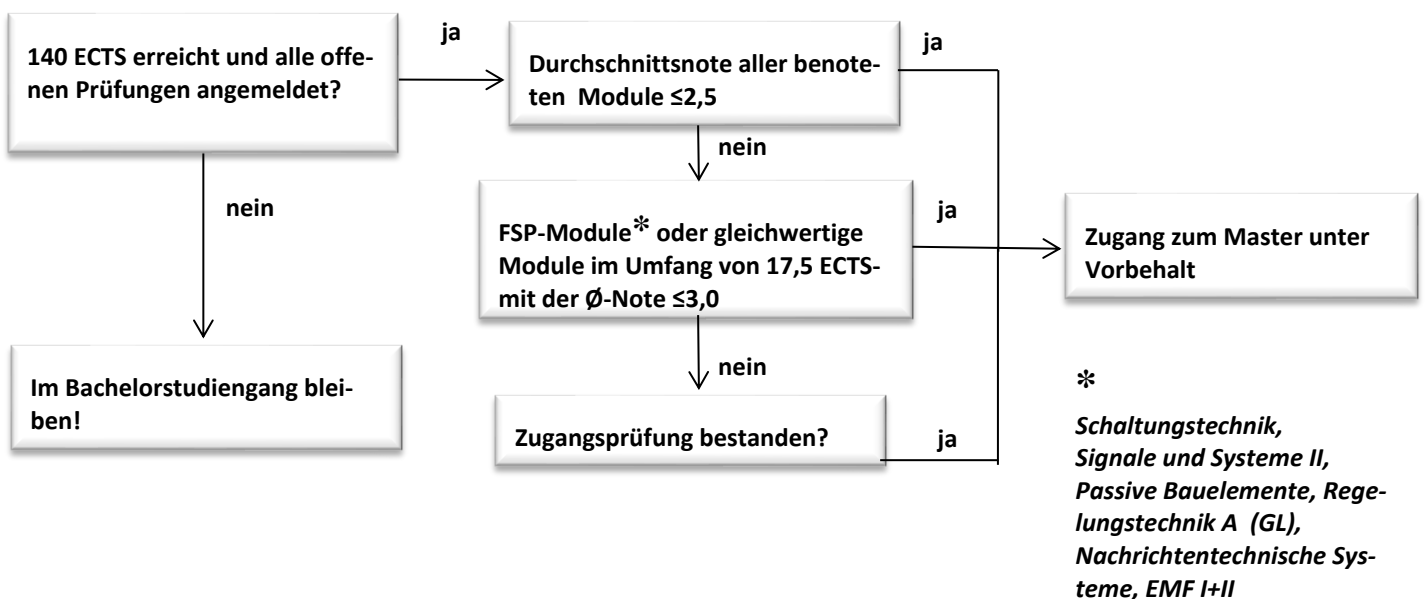 140 ECTS erreicht und alle offe-
nen Prüfungen angemeldet?
ja
Durchschnittsnote aller benote-
ten Module ≤2,5
ja
nein
nein
FSP-Module* oder gleichwertige
Module im Umfang von 17,5 ECTS-
mit der Ø-Note ≤3,0
ja
Zugang zum Master unter
Vorbehalt
Im Bachelorstudiengang blei-
ben!
nein
Zugangsprüfung bestanden?
ja
*
Schaltungstechnik,
Signale und Systeme II,
Passive Bauelemente, Rege-
lungstechnik A (GL),
Nachrichtentechnische Sys-
teme, EMF I+II